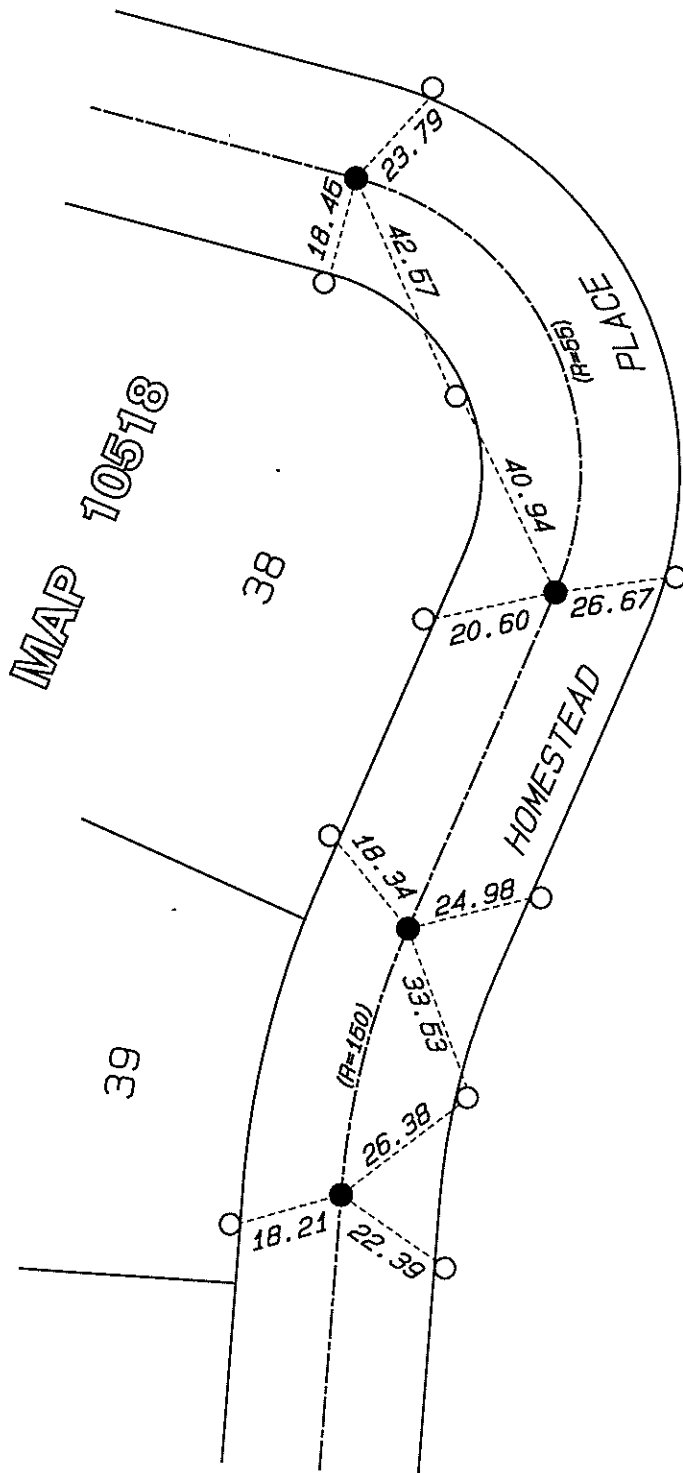 23.79
18.46
42.67
PLACE
(R=55)
MAP 10518
40.94
38
20.60
26.67
HOMESTEAD
18.34
24.98
33.53
(R=150)
39
26.38
18.21
22.39